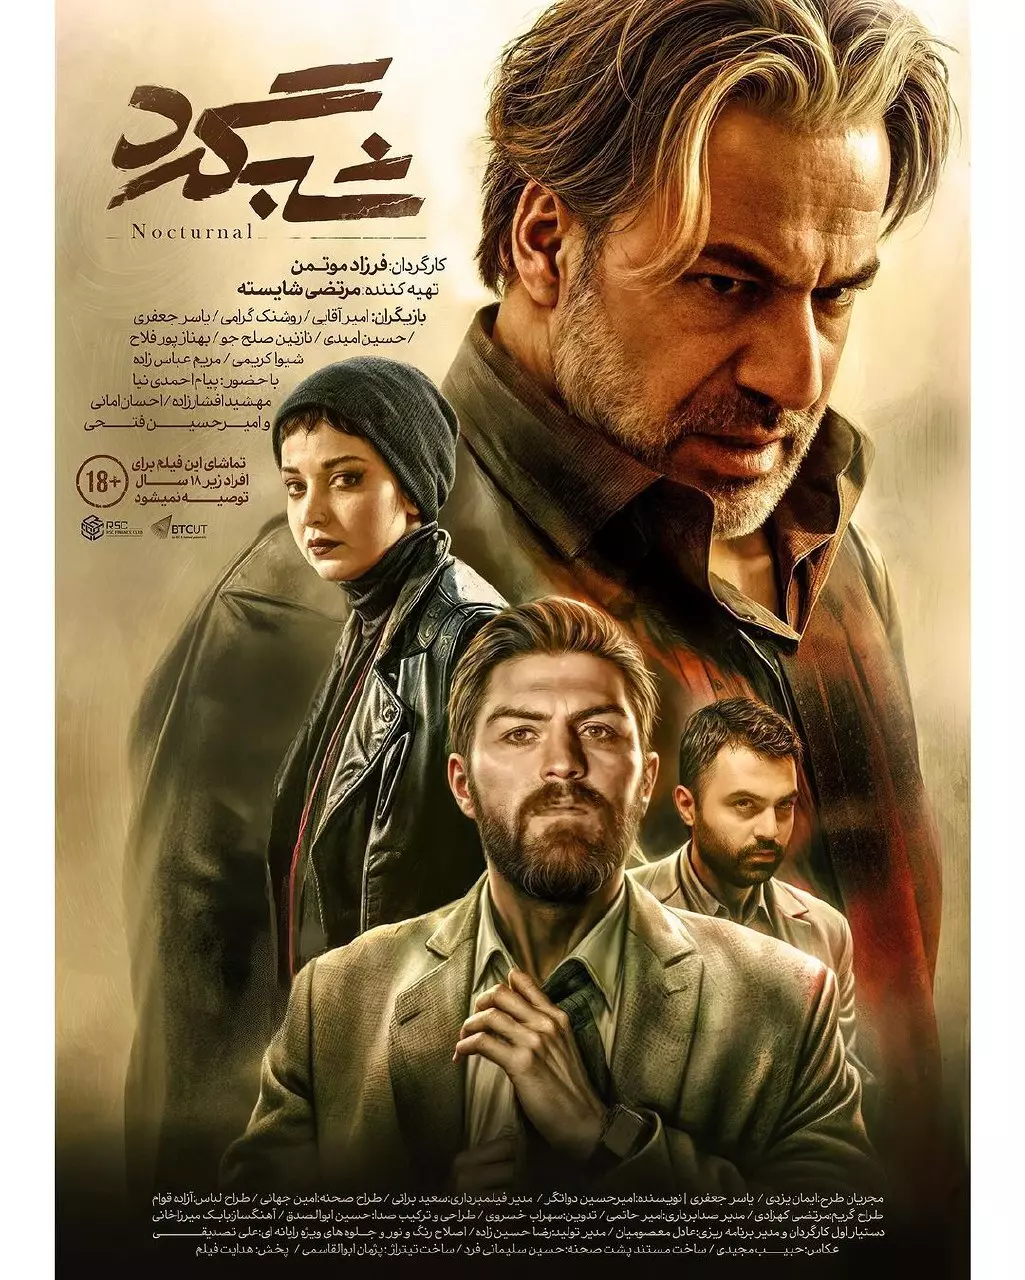 شبگرد
Nocturnal
کارگردان: فرزاد موتمن
تهیه کننده: مرتضی شایسته
بازیگران: امیر آقایی / روشنک گرامی / یاسر جعفری
/ حسین امیدی / نازنین صلح جو / بهناز پورفلاح
شیوا کریمی / مریم عباس زاده
با حضور: پیام احمدی نیا
مهشید افشارزاده / احسان امانی
و امیرحسین فتحی
تماشای این فیلم برای
افراد زیر ۱۸ سال
توصیه نمیشود
18+
RSC
BTCUT
مجریان طرح: ایمان یزدی / یاسر جعفری | نویسنده: امیرحسین دواتگر / مدیر فیلمبرداری: سعید براتی / طراح صحنه: امین جهانی / طراح لباس: آزاده قوام
طراح گریم: مرتضی کهزادی / مدیر صدابرداری: امیر حاتمی / تدوین: سهراب خسروی / طراحی و ترکیب صدا: حسین ابوالصدق / آهنگساز: بابک میرزاخانی
دستیار اول کارگردان و مدیر برنامه ریزی: عادل معصومیان / مدیر تولید: رضا حسین زاده / اصلاح رنگ و نور و جلوه های ویژه رایانه ای: علی تصدیقی
عکاس: حبیب مجیدی / ساخت مستند پشت صحنه: حسین سلیمانی فرد / ساخت تیتراژ: پژمان ابوالقاسمی / پخش: هدایت فیلم